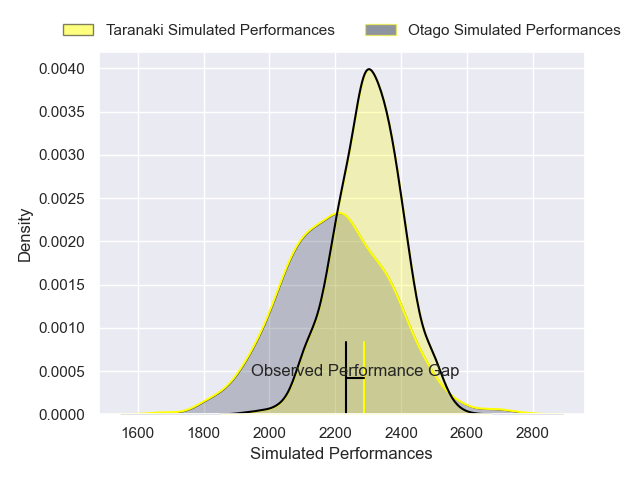 Taranaki Simulated Performances
Otago Simulated Performances
0.0040
0.0035
0.0030
0.0025
0.0020
0.0015
0.0010
0.0005
0.0000
Density
Observed Performance Gap
1600 1800 2000 2200 2400 2600 2800
Simulated Performances